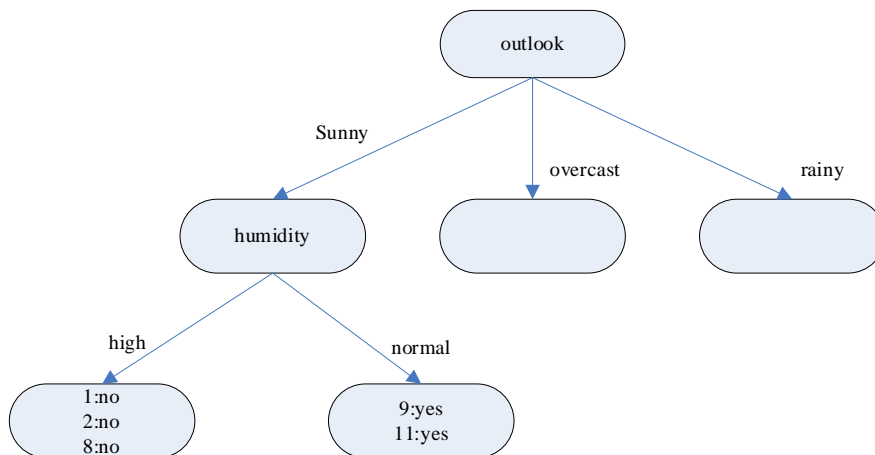 outlook
Sunny
overcast
rainy
humidity
high
normal
1:no
2:no
8:no
9:yes
11:yes